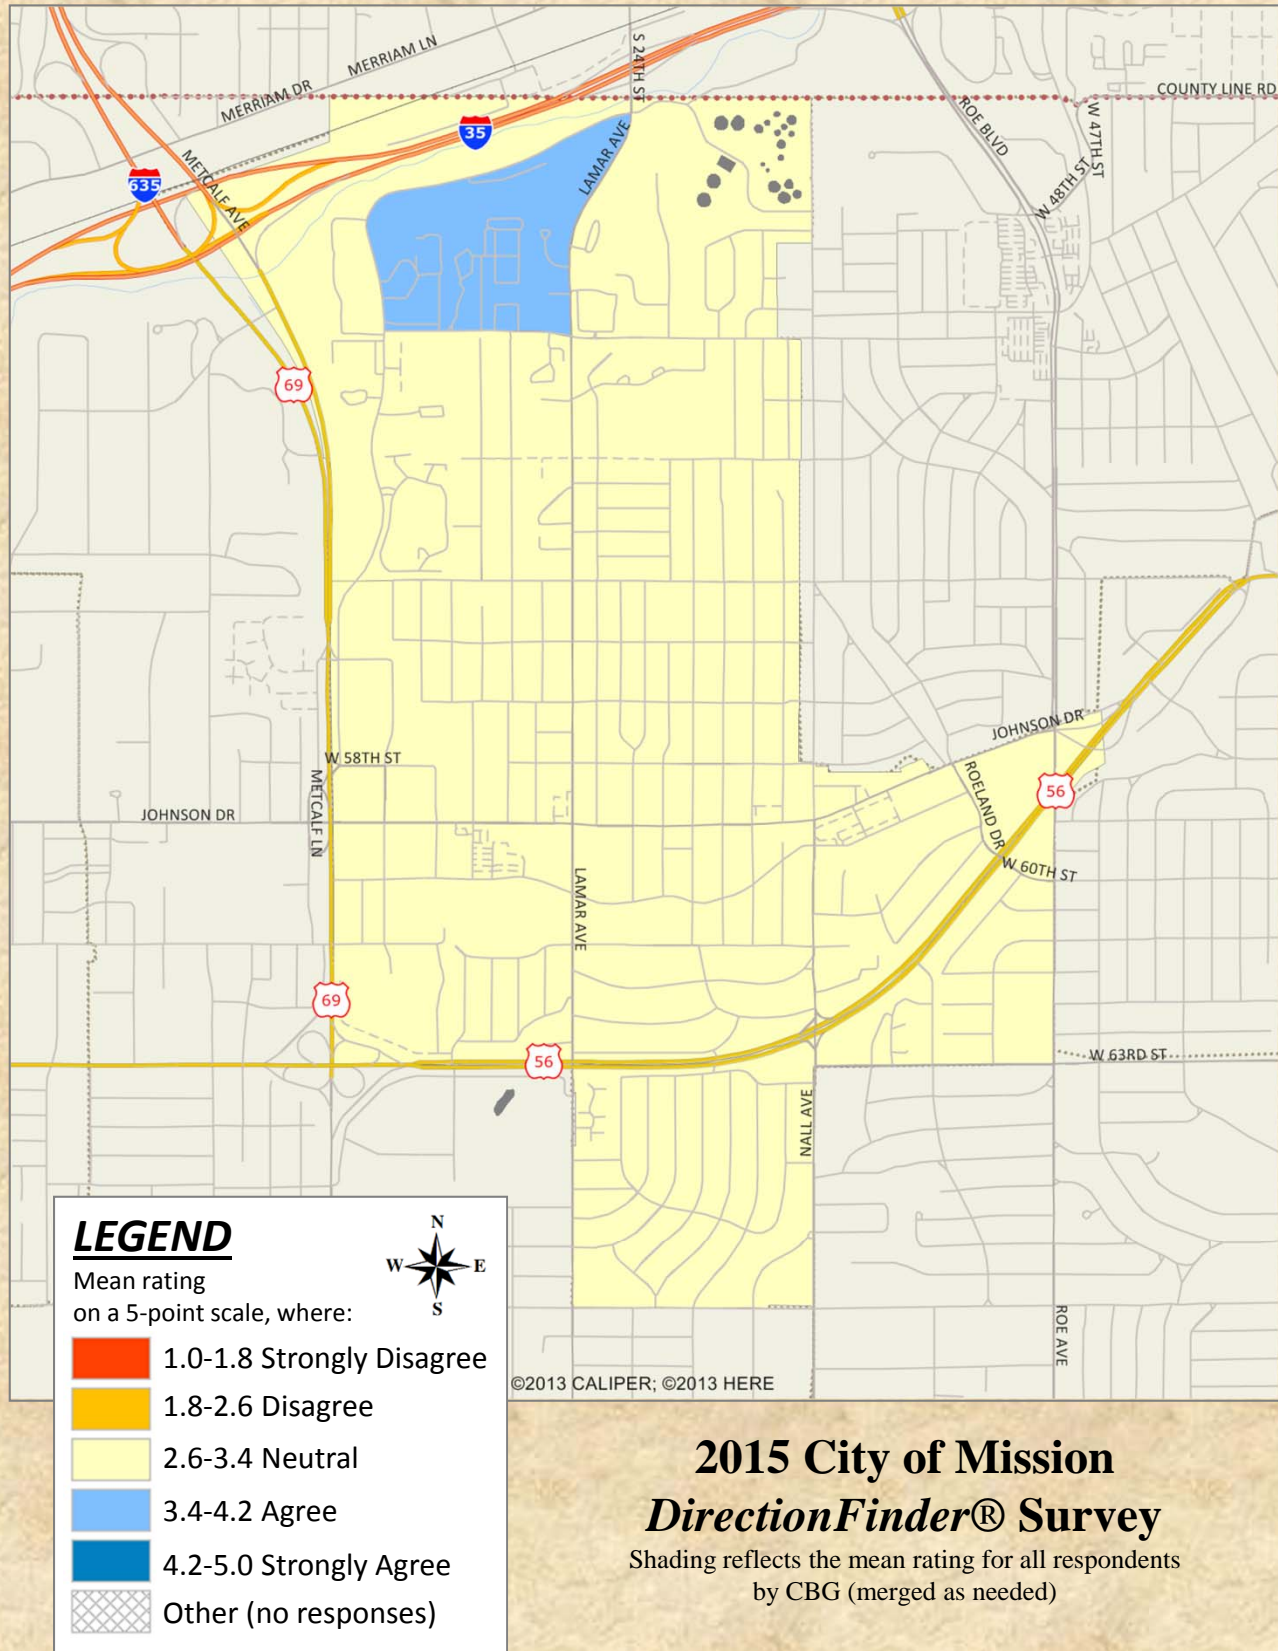 MERRIAM LN
S 24TH ST
MERRIAM DR
COUNTY LINE RD
ROE BLVD
W 47TH ST
35
LAMAR AVE
METCALF AVE
635
W 48TH ST
69
JOHNSON DR
W 58TH ST
ROELAND DR
56
METCALF LN
JOHNSON DR
W 60TH ST
LAMAR AVE
69
56
W 63RD ST
NALL AVE
ROE AVE
©2013 CALIPER; ©2013 HERE
LEGEND
N
W E
S
Mean rating
on a 5-point scale, where:
1.0-1.8 Strongly Disagree
1.8-2.6 Disagree
2.6-3.4 Neutral
3.4-4.2 Agree
4.2-5.0 Strongly Agree
Other (no responses)
2015 City of Mission
DirectionFinder® Survey
Shading reflects the mean rating for all respondents
by CBG (merged as needed)